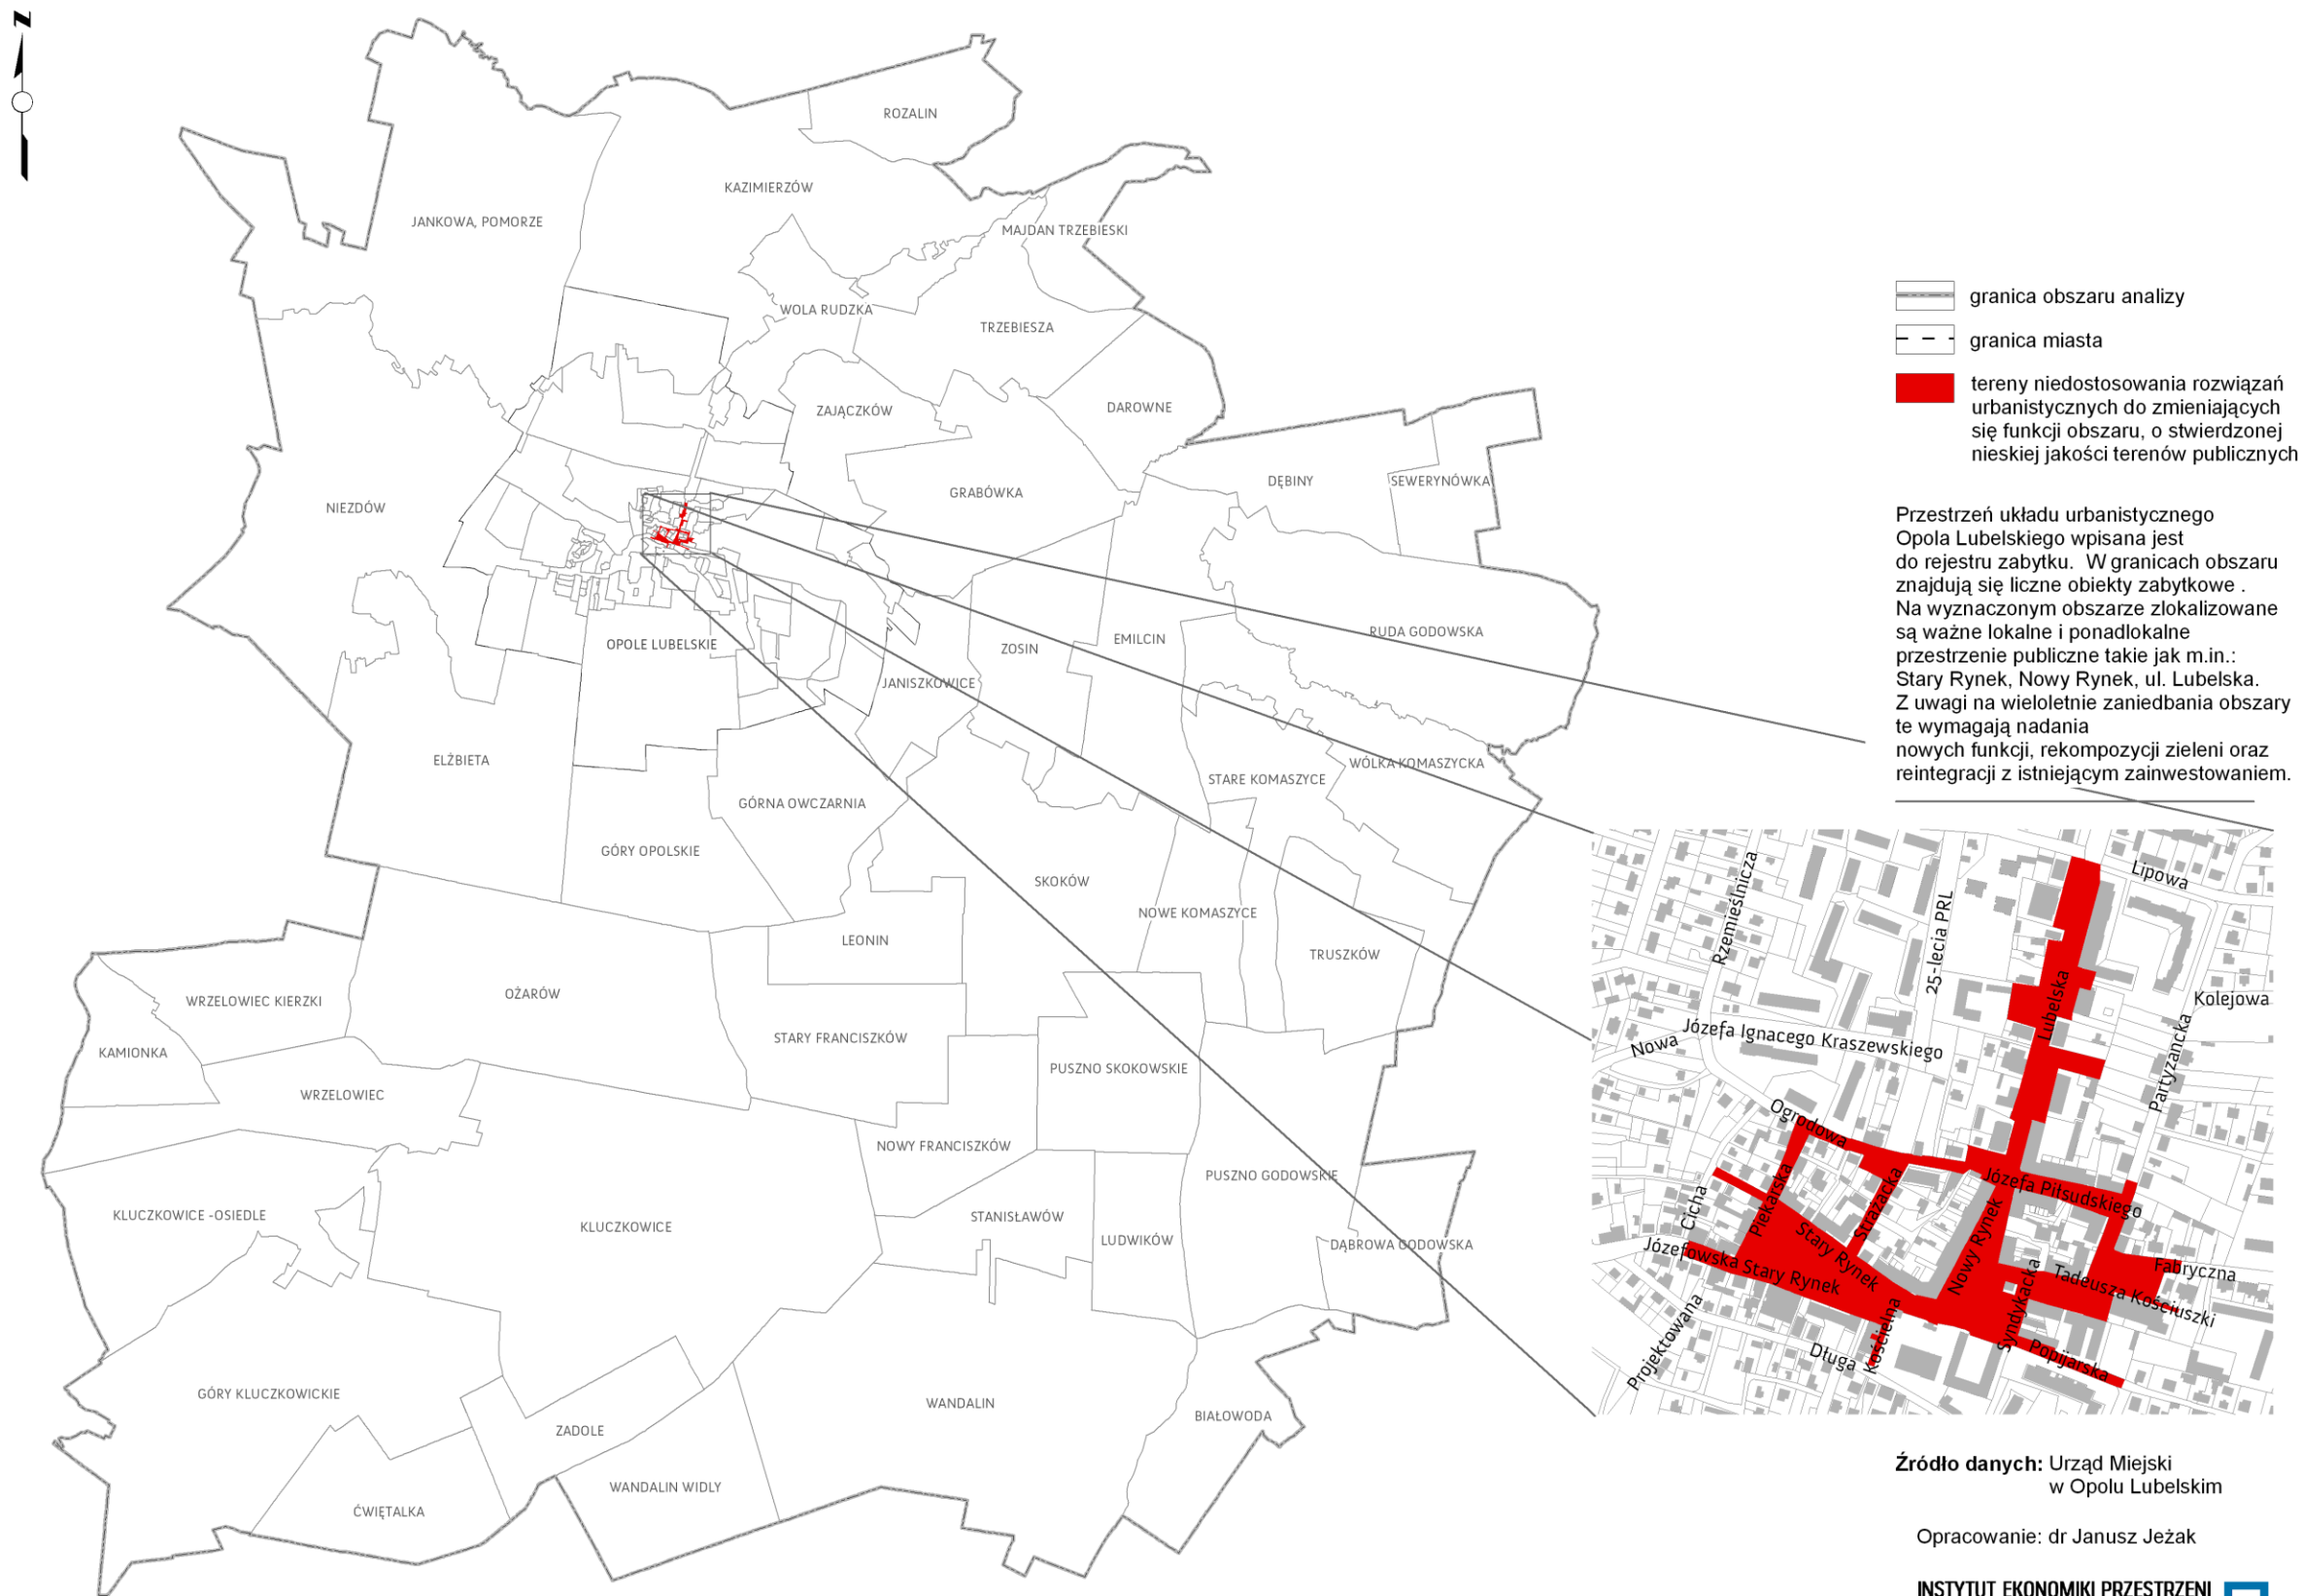 N
ROZALIN
KAZIMIERZÓW
JANKOWA, POMORZE
MAJDAN TRZEBIESKI
WOLA RUDZKA
TRZEBIESZA
ZAJĄCZKÓW
DAROWNE
GRABÓWKA
DĘBINY
SEWERYNÓWKA
NIEZDÓW
OPOLE LUBELSKIE
ZOSIN
EMILCIN
RUDA GODOWSKA
JANISZKOWICE
ELŻBIETA
GÓRNA OWCZARNIA
STARE KOMASZYCE
WÓLKA KOMASZYCKA
GÓRY OPOLSKIE
SKOKÓW
NOWE KOMASZYCE
LEONIN
TRUSZKÓW
WRZELOWIEC KIERZKI
OŻARÓW
STARY FRANCISZKÓW
KAMIONKA
PUSZNO SKOKOWSKIE
WRZELOWIEC
NOWY FRANCISZKÓW
PUSZNO GODOWSKIE
KLUCZKOWICE -OSIEDLE
KLUCZKOWICE
STANISŁAWÓW
LUDWIKÓW
DĄBROWA GODOWSKA
GÓRY KLUCZKOWICKIE
WANDALIN
ZADOLE
BIAŁOWODA
WANDALIN WIDLY
ĆWIĘTALKA
granica obszaru analizy
granica miasta
tereny niedostosowania rozwiązań
urbanistycznych do zmieniających
się funkcji obszaru, o stwierdzonej
nieskiej jakości terenów publicznych
Przestrzeń układu urbanistycznego
Opola Lubelskiego wpisana jest
do rejestru zabytku. W granicach obszaru
znajdują się liczne obiekty zabytkowe .
Na wyznaczonym obszarze zlokalizowane
są ważne lokalne i ponadlokalne
przestrzenie publiczne takie jak m.in.:
Stary Rynek, Nowy Rynek, ul. Lubelska.
Z uwagi na wieloletnie zaniedbania obszary
te wymagają nadania
nowych funkcji, rekompozycji zieleni oraz
reintegracji z istniejącym zainwestowaniem.
Rzemieślnicza
25-lecia PRL
Lipowa
Lubelska
Kolejowa
Partyzancka
Józefa Ignacego Kraszewskiego
Nowa
Ogrodowa
Cicha
Piekarska
Strażacka
Józefa Piłsudskiego
Stary Rynek
Nowy Rynek
Józefowska Stary Rynek
Fabryczna
Tadeusza Kościuszki
Syndykacka
Projektowana
Długa
Kościelna
Popijarska
Źródło danych: Urząd Miejski
w Opolu Lubelskim
Opracowanie: dr Janusz Jeżak
INSTYTUT EKONOMIKI PRZESTRZENI